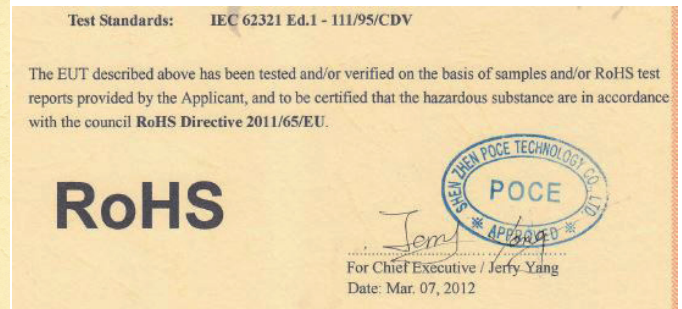 Test Standards: IEC 62321 Ed.1 - 111/95/CDV
The EUT described above has been tested and/or verified on the basis of samples and/or RoHS test
reports provided by the Applicant, and to be certified that the hazardous substance are in accordance
with the council RoHS Directive 2011/65/EU.
RoHS
SHEN ZHEN POCE TECHNOLOGY CO., LTD.
POCE
APPROVED
Jerry Yang
For Chief Executive / Jerry Yang
Date: Mar. 07, 2012